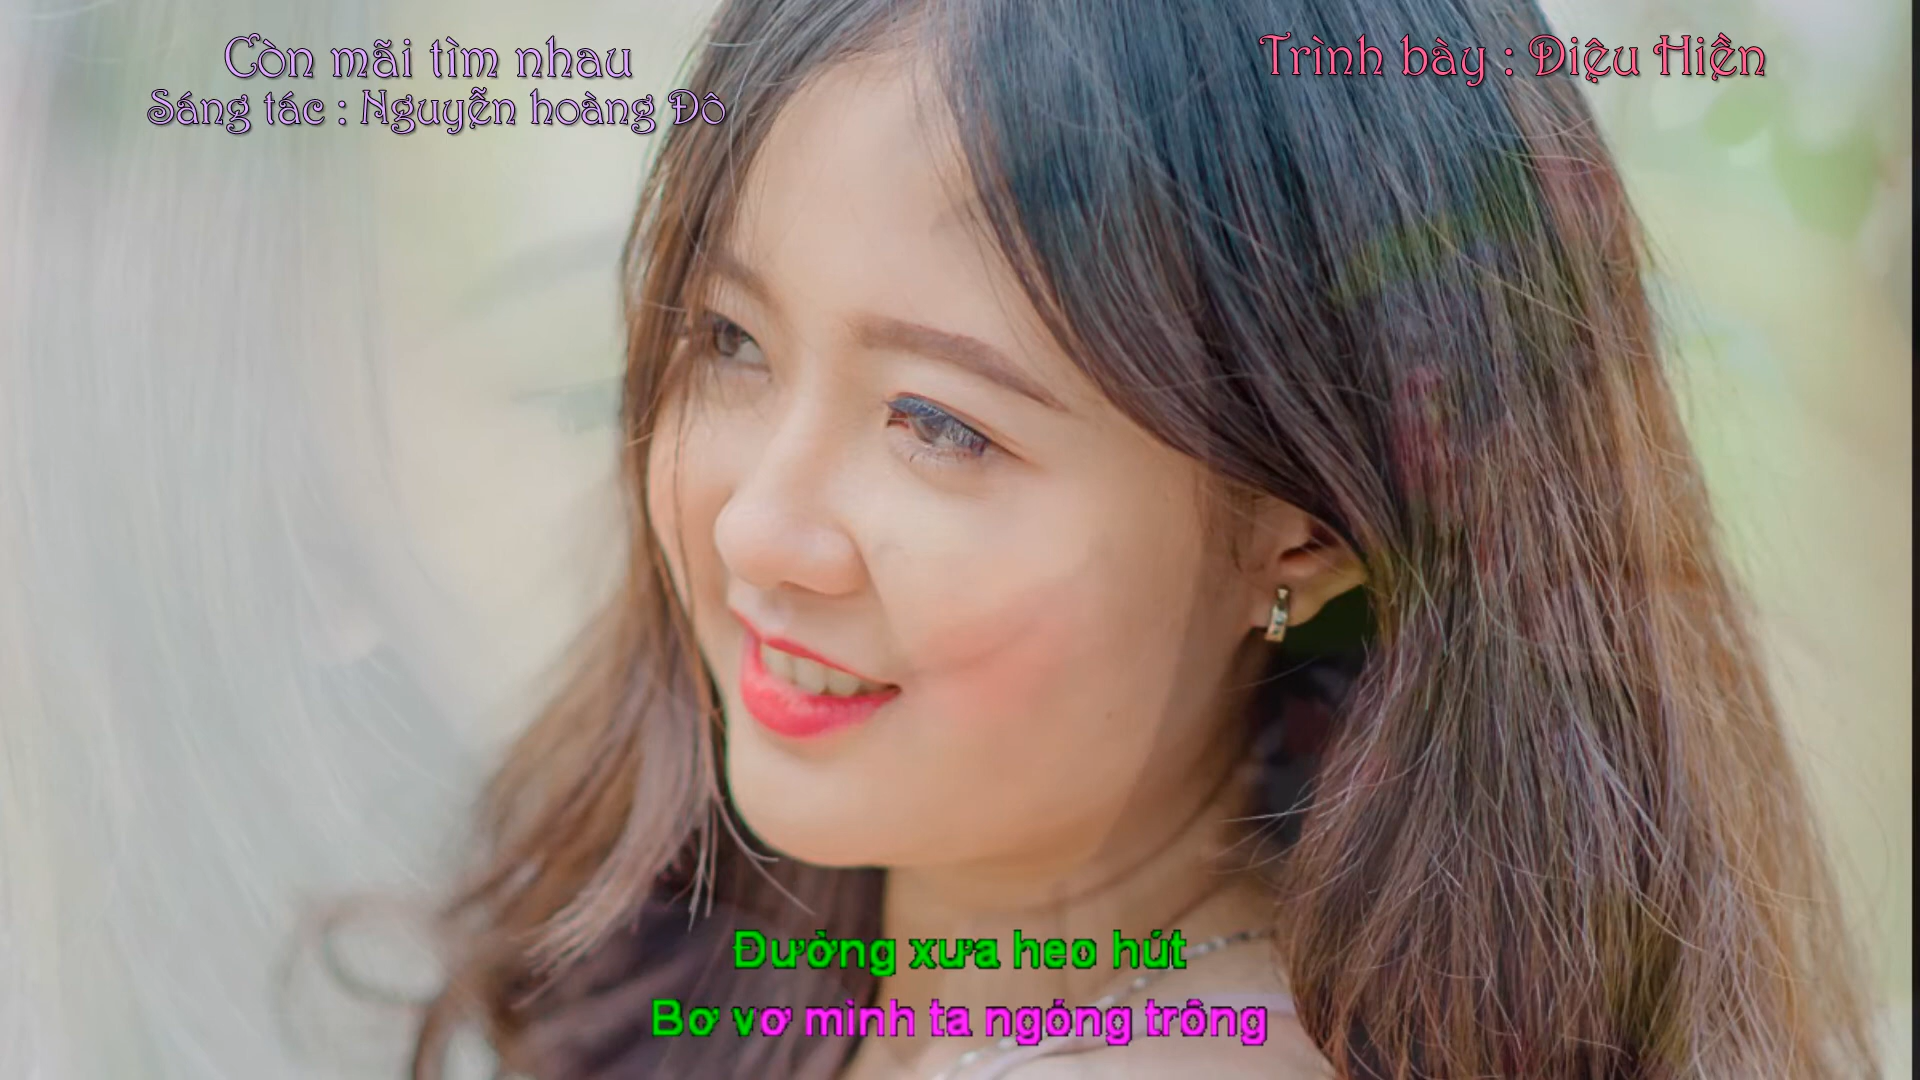 Còn mãi tìm nhau
Sáng tác : Nguyễn hoàng Đô
Trình bày : Diệu Hiền
Đường xưa heo hút
Bơ vơ mình ta ngóng trông